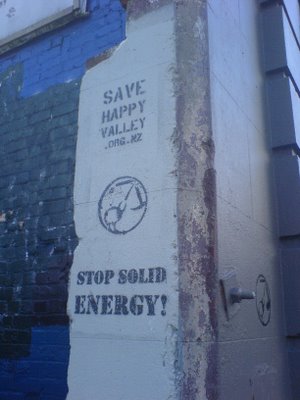 SAVE
HAPPY
VALLEY
.ORG.NZ
STOP SOLID
ENERGY!